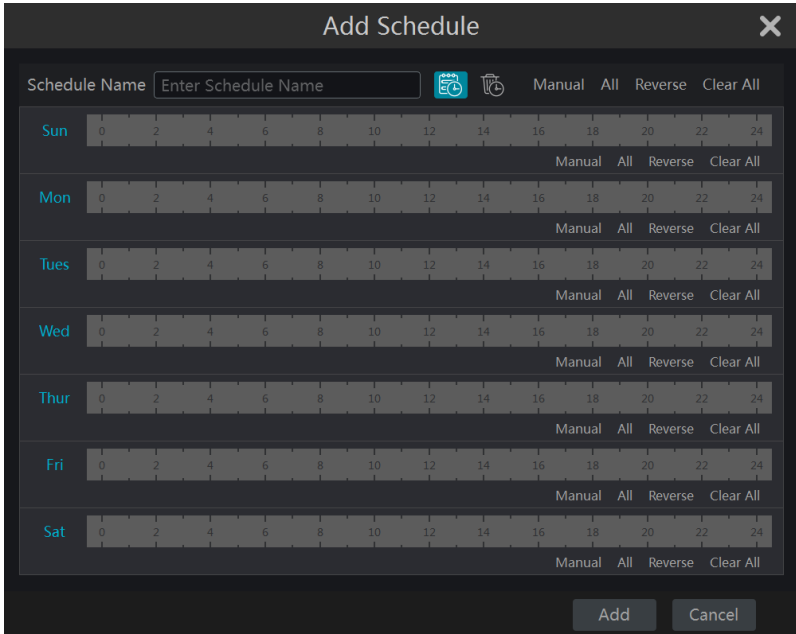 Add Schedule
Schedule Name Enter Schedule Name Manual All Reverse Clear All
Sun 0 2 4 6 8 10 12 14 16 18 20 22 24
Manual All Reverse Clear All
Mon 0 2 4 6 8 10 12 14 16 18 20 22 24
Manual All Reverse Clear All
Tues 0 2 4 6 8 10 12 14 16 18 20 22 24
Manual All Reverse Clear All
Wed 0 2 4 6 8 10 12 14 16 18 20 22 24
Manual All Reverse Clear All
Thur 0 2 4 6 8 10 12 14 16 18 20 22 24
Manual All Reverse Clear All
Fri 0 2 4 6 8 10 12 14 16 18 20 22 24
Manual All Reverse Clear All
Sat 0 2 4 6 8 10 12 14 16 18 20 22 24
Manual All Reverse Clear All
Add Cancel